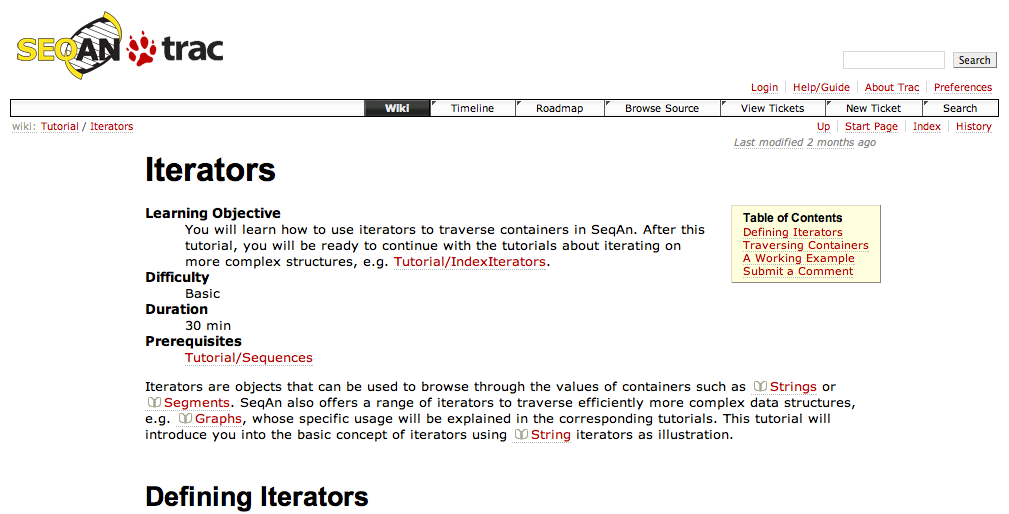 SEQAN trac
Search
Login Help/Guide About Trac Preferences
Wiki Timeline Roadmap Browse Source View Tickets New Ticket Search
wiki: Tutorial / Iterators
Up Start Page Index History
Last modified 2 months ago
Iterators
Learning Objective
You will learn how to use iterators to traverse containers in SeqAn. After this
tutorial, you will be ready to continue with the tutorials about iterating on
more complex structures, e.g. Tutorial/IndexIterators.
Difficulty
Basic
Duration
30 min
Prerequisites
Tutorial/Sequences
Table of Contents
Defining Iterators
Traversing Containers
A Working Example
Submit a Comment
Iterators are objects that can be used to browse through the values of containers such as Strings or
Segments. SeqAn also offers a range of iterators to traverse efficiently more complex data structures,
e.g. Graphs, whose specific usage will be explained in the corresponding tutorials. This tutorial will
introduce you into the basic concept of iterators using String iterators as illustration.
Defining Iterators